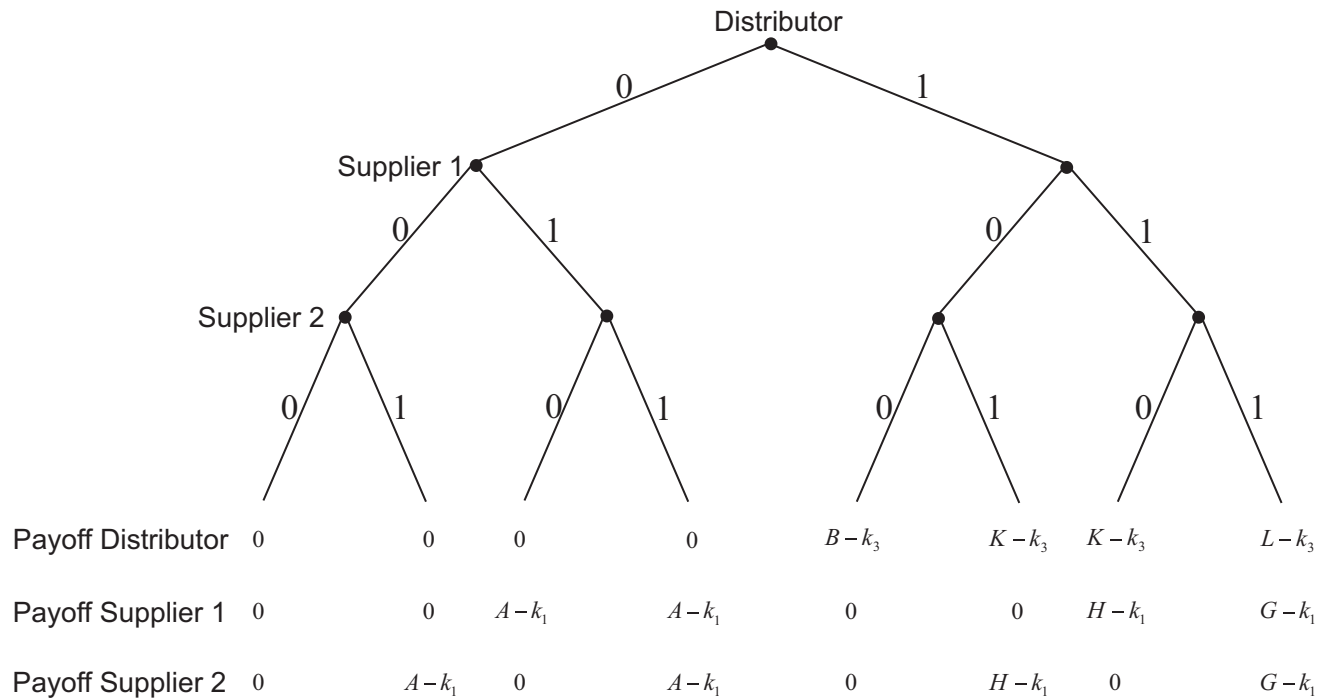 Distributor
0 1
Supplier 1
0 1 0 1
Supplier 2
0 1 0 1 0 1 0 1
Payoff Distributor 0 0 0 0 B − k₃ K − k₃ K − k₃ L − k₃
Payoff Supplier 1 0 0 A − k₁ A − k₁ 0 0 H − k₁ G − k₁
Payoff Supplier 2 0 A − k₁ 0 A − k₁ 0 H − k₁ 0 G − k₁